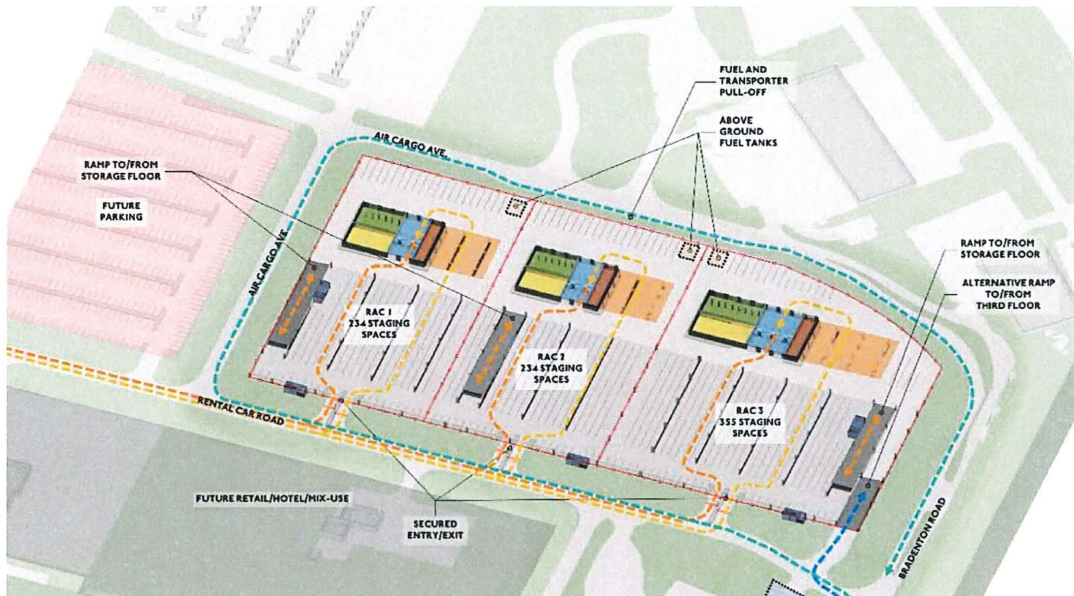 FUEL AND
TRANSPORTER
PULL-OFF
ABOVE
GROUND
FUEL TANKS
AIR CARGO AVE.
RAMP TO/FROM
STORAGE FLOOR
FUTURE
PARKING
AIR CARGO AVE
RAMP TO/FROM
STORAGE FLOOR
ALTERNATIVE RAMP
TO/FROM
THIRD FLOOR
RAC 1
234 STAGING
SPACES
RAC 2
234 STAGING
SPACES
RAC 3
355 STAGING
SPACES
RENTAL CAR ROAD
FUTURE RETAIL/HOTEL/MIX-USE
SECURED
ENTRY/EXIT
BRADENTON ROAD